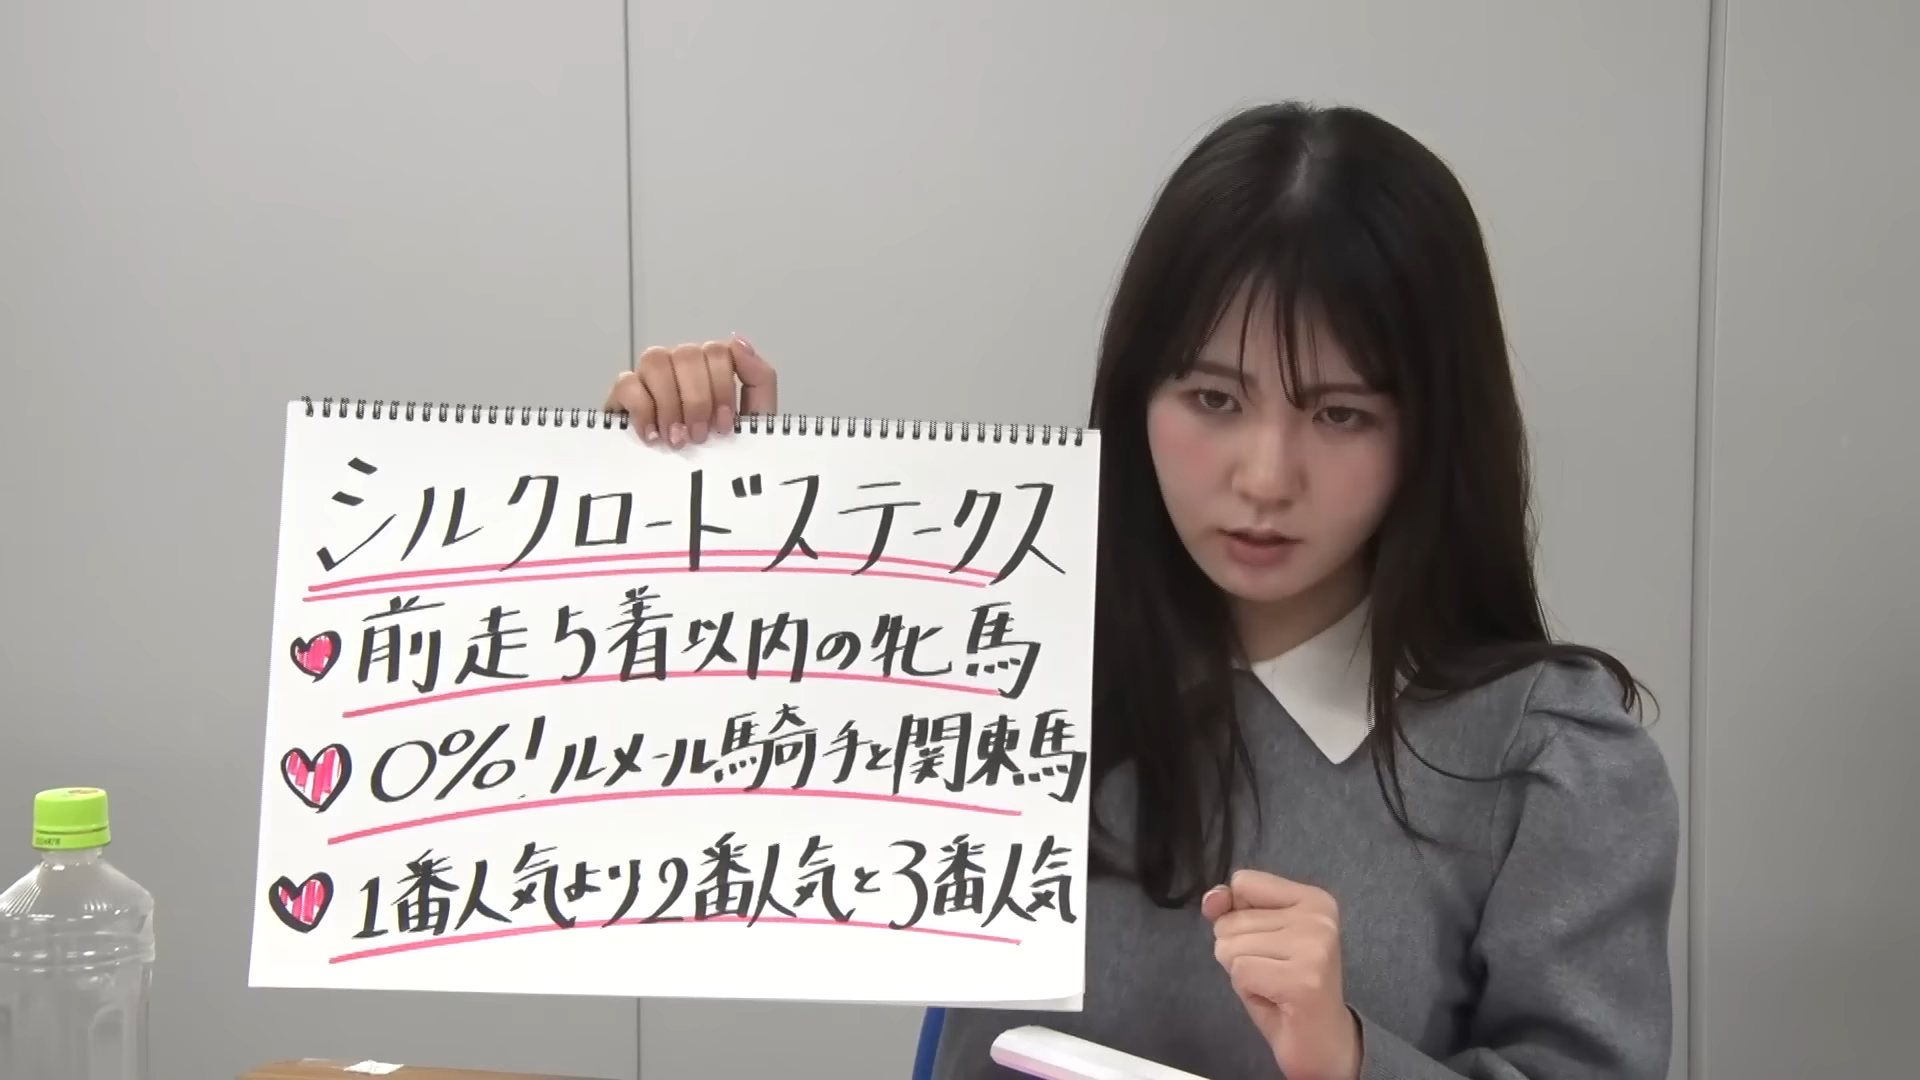 シルクロードステークス
前走5着以内の牝馬
0%!ルメール騎手と関東馬
1番人気より2番人気と3番人気